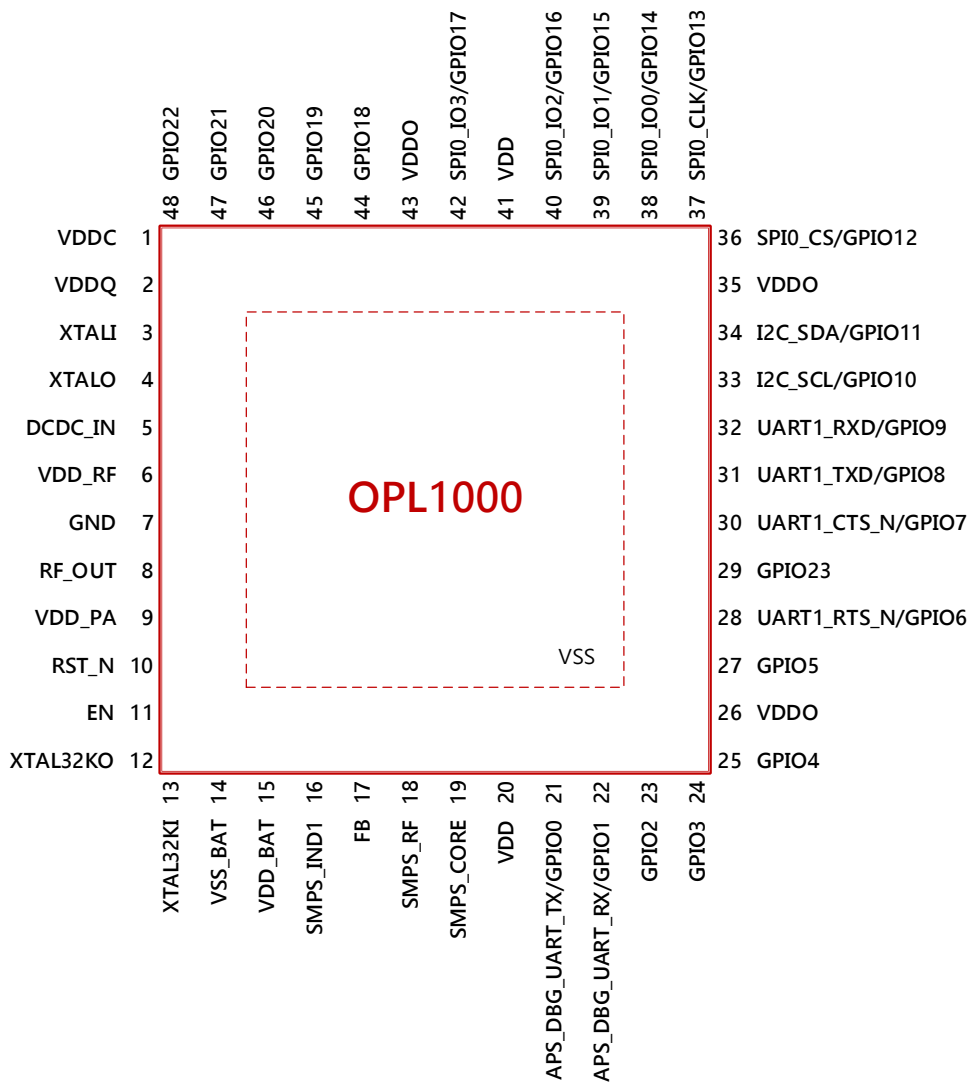 48 GPIO22
47 GPIO21
46 GPIO20
45 GPIO19
44 GPIO18
43 VDDO
42 SPI0_IO3/GPIO17
41 VDD
40 SPI0_IO2/GPIO16
39 SPI0_IO1/GPIO15
38 SPI0_IO0/GPIO14
37 SPI0_CLK/GPIO13
VDDC 1
VDDQ 2
XTALI 3
XTALO 4
DCDC_IN 5
VDD_RF 6
GND 7
RF_OUT 8
VDD_PA 9
RST_N 10
EN 11
XTAL32KO 12
OPL1000
VSS
36 SPI0_CS/GPIO12
35 VDDO
34 I2C_SDA/GPIO11
33 I2C_SCL/GPIO10
32 UART1_RXD/GPIO9
31 UART1_TXD/GPIO8
30 UART1_CTS_N/GPIO7
29 GPIO23
28 UART1_RTS_N/GPIO6
27 GPIO5
26 VDDO
25 GPIO4
XTAL32KI 13
VSS_BAT 14
VDD_BAT 15
SMPS_IND1 16
FB 17
SMPS_RF 18
SMPS_CORE 19
VDD 20
APS_DBG_UART_TX/GPIO0 21
APS_DBG_UART_RX/GPIO1 22
GPIO2 23
GPIO3 24